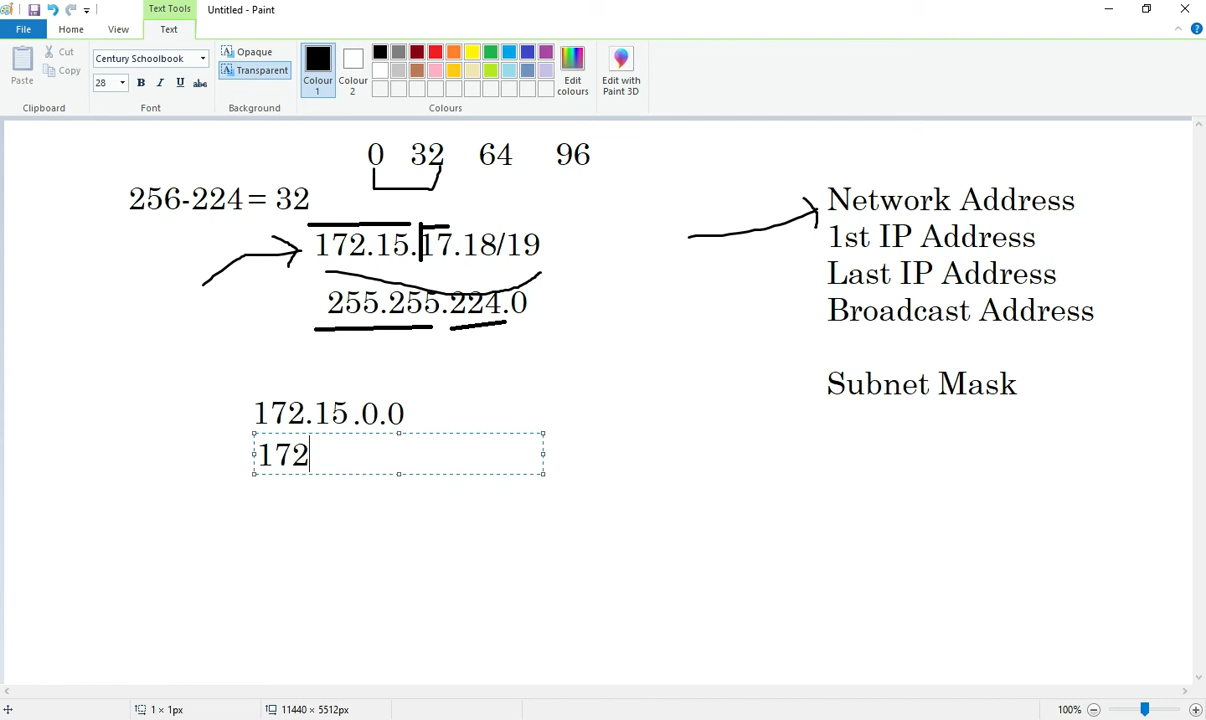 Text Tools
Untitled - Paint
File
Home
View
Text
Paste
Cut
Copy
Clipboard
Century Schoolbook
28
B I U abc
Font
Opaque
Transparent
Background
Colour 1
Colour 2
Edit colours
Colours
Edit with Paint 3D
0 32 64 96
256-224= 32
172.15.17.18/19
255.255.224.0
172.15.0.0
172
Network Address
1st IP Address
Last IP Address
Broadcast Address
Subnet Mask
1 × 1px
11440 × 5512px
100%